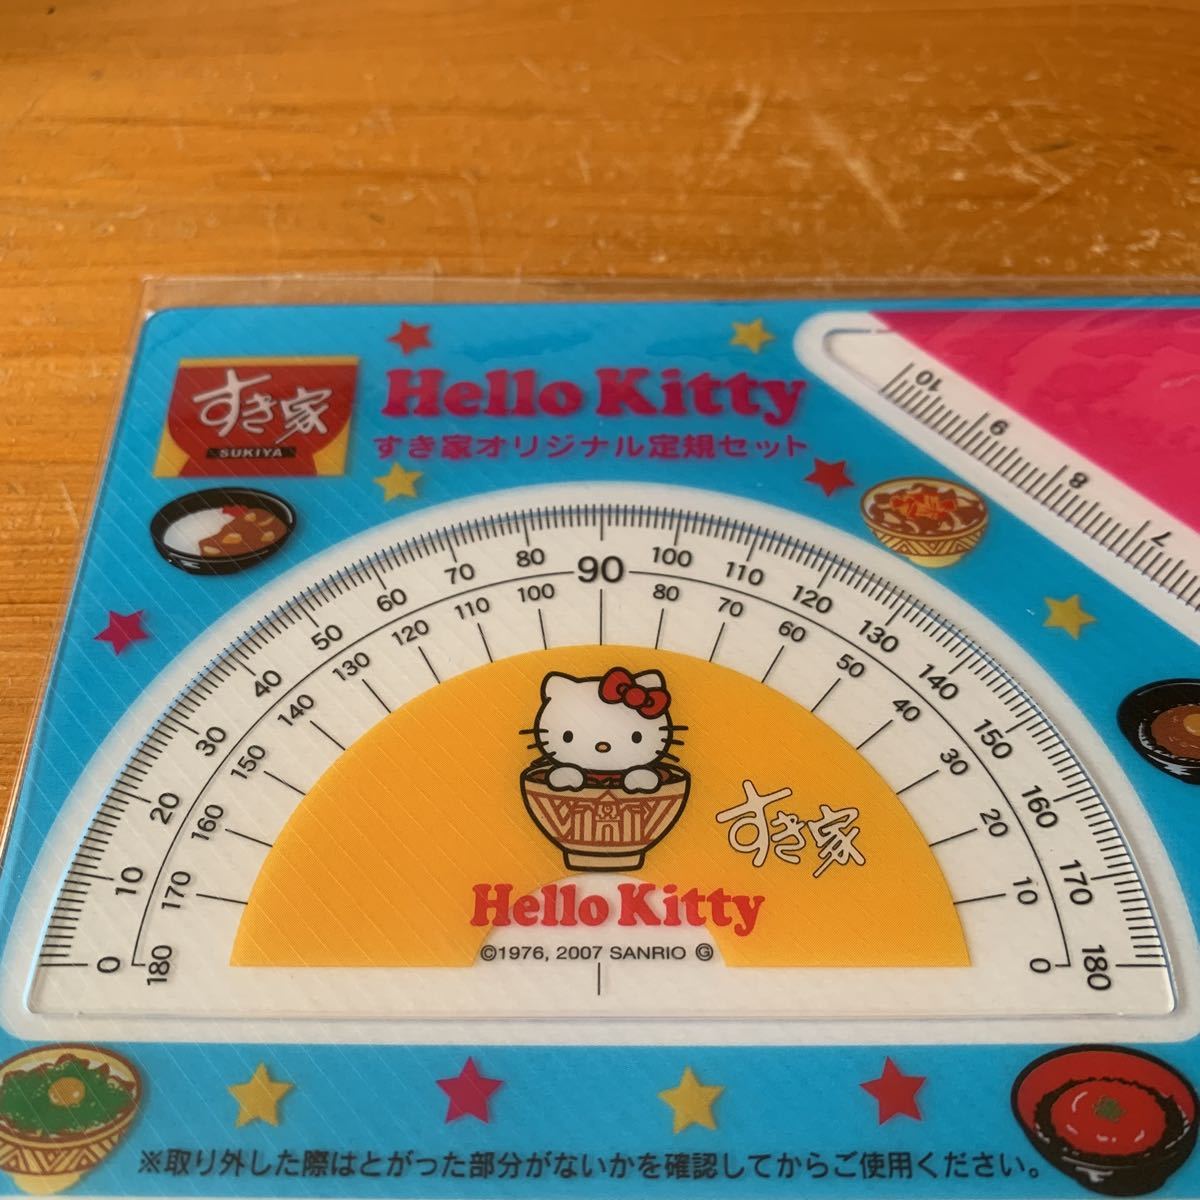 すき家
SUKIYA
Hello Kitty
すき家オリジナル定規セット
10
9
8
7
0 10 20 30 40 50 60 70 80 90 100 110 120 130 140 150 160 170 180
180 170 160 150 140 130 120 110 100 80 70 60 50 40 30 20 10 0
すき家
Hello Kitty
©1976, 2007 SANRIO Ⓖ
※取り外した際はとがった部分がないかを確認してからご使用ください。